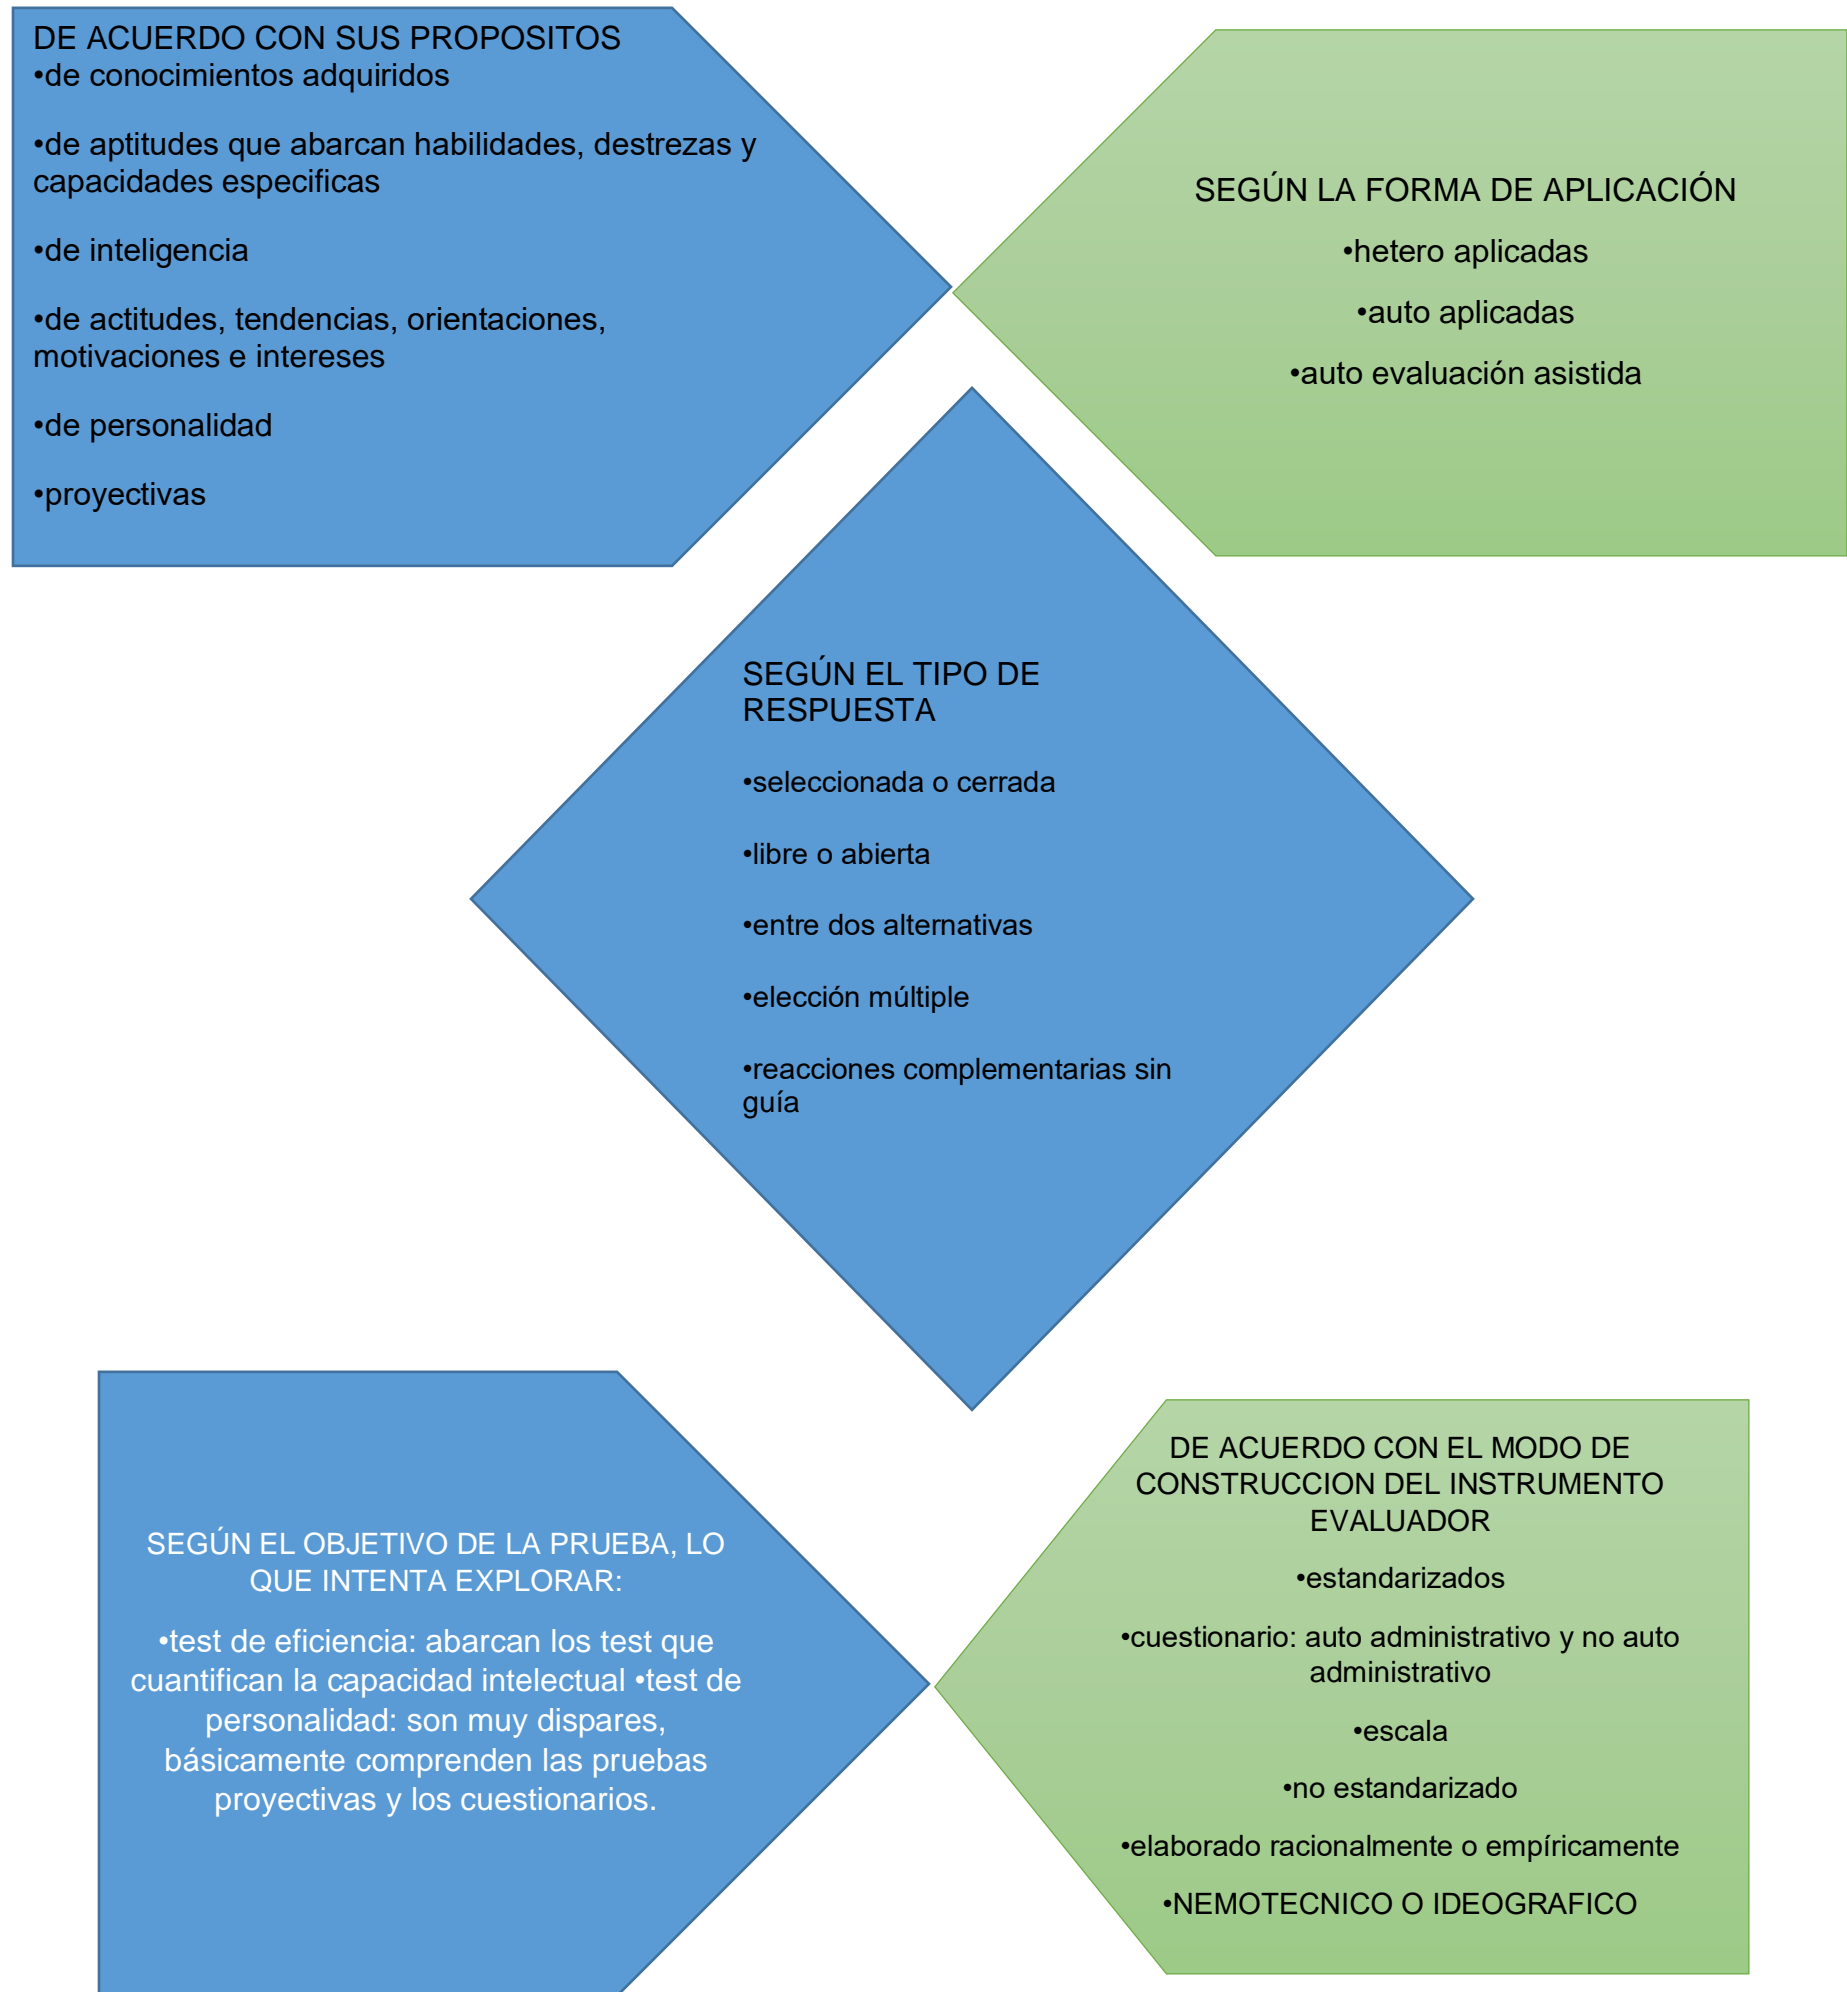 DE ACUERDO CON SUS PROPOSITOS
•de conocimientos adquiridos
•de aptitudes que abarcan habilidades, destrezas y
capacidades especificas
•de inteligencia
•de actitudes, tendencias, orientaciones,
motivaciones e intereses
•de personalidad
•proyectivas
SEGÚN LA FORMA DE APLICACIÓN
•hetero aplicadas
•auto aplicadas
•auto evaluación asistida
SEGÚN EL TIPO DE
RESPUESTA
•seleccionada o cerrada
•libre o abierta
•entre dos alternativas
•elección múltiple
•reacciones complementarias sin
guía
SEGÚN EL OBJETIVO DE LA PRUEBA, LO
QUE INTENTA EXPLORAR:
•test de eficiencia: abarcan los test que
cuantifican la capacidad intelectual •test de
personalidad: son muy dispares,
básicamente comprenden las pruebas
proyectivas y los cuestionarios.
DE ACUERDO CON EL MODO DE
CONSTRUCCION DEL INSTRUMENTO
EVALUADOR
•estandarizados
•cuestionario: auto administrativo y no auto
administrativo
•escala
•no estandarizado
•elaborado racionalmente o empíricamente
•NEMOTECNICO O IDEOGRAFICO